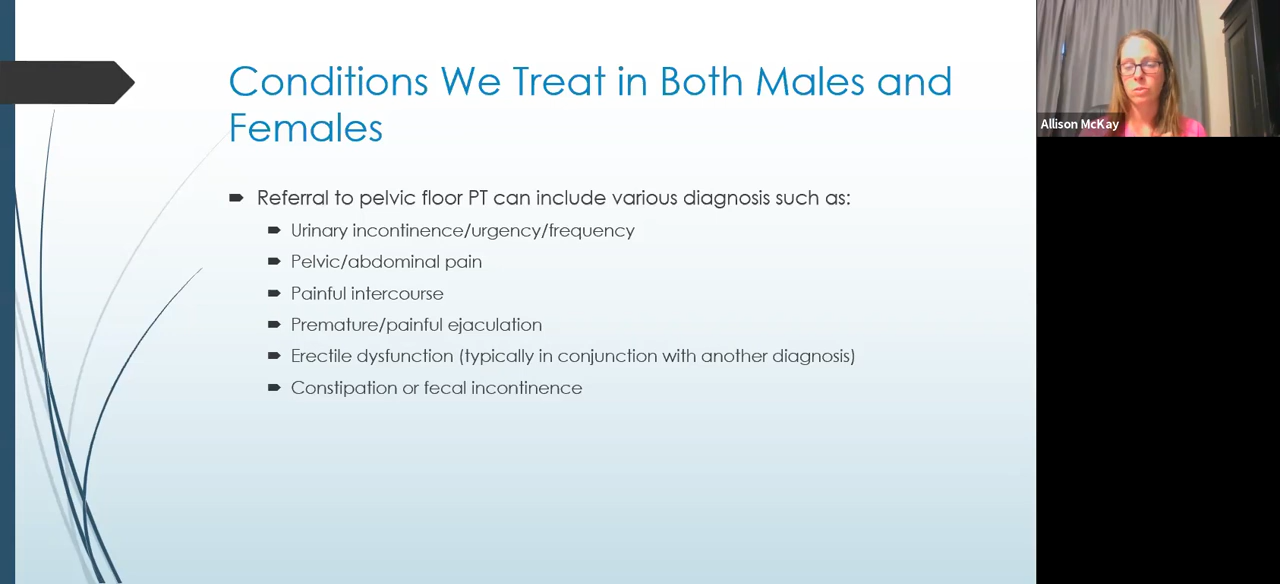 Conditions We Treat in Both Males and
Females
Referral to pelvic floor PT can include various diagnosis such as:
Urinary incontinence/urgency/frequency
Pelvic/abdominal pain
Painful intercourse
Premature/painful ejaculation
Erectile dysfunction (typically in conjunction with another diagnosis)
Constipation or fecal incontinence
Allison McKay